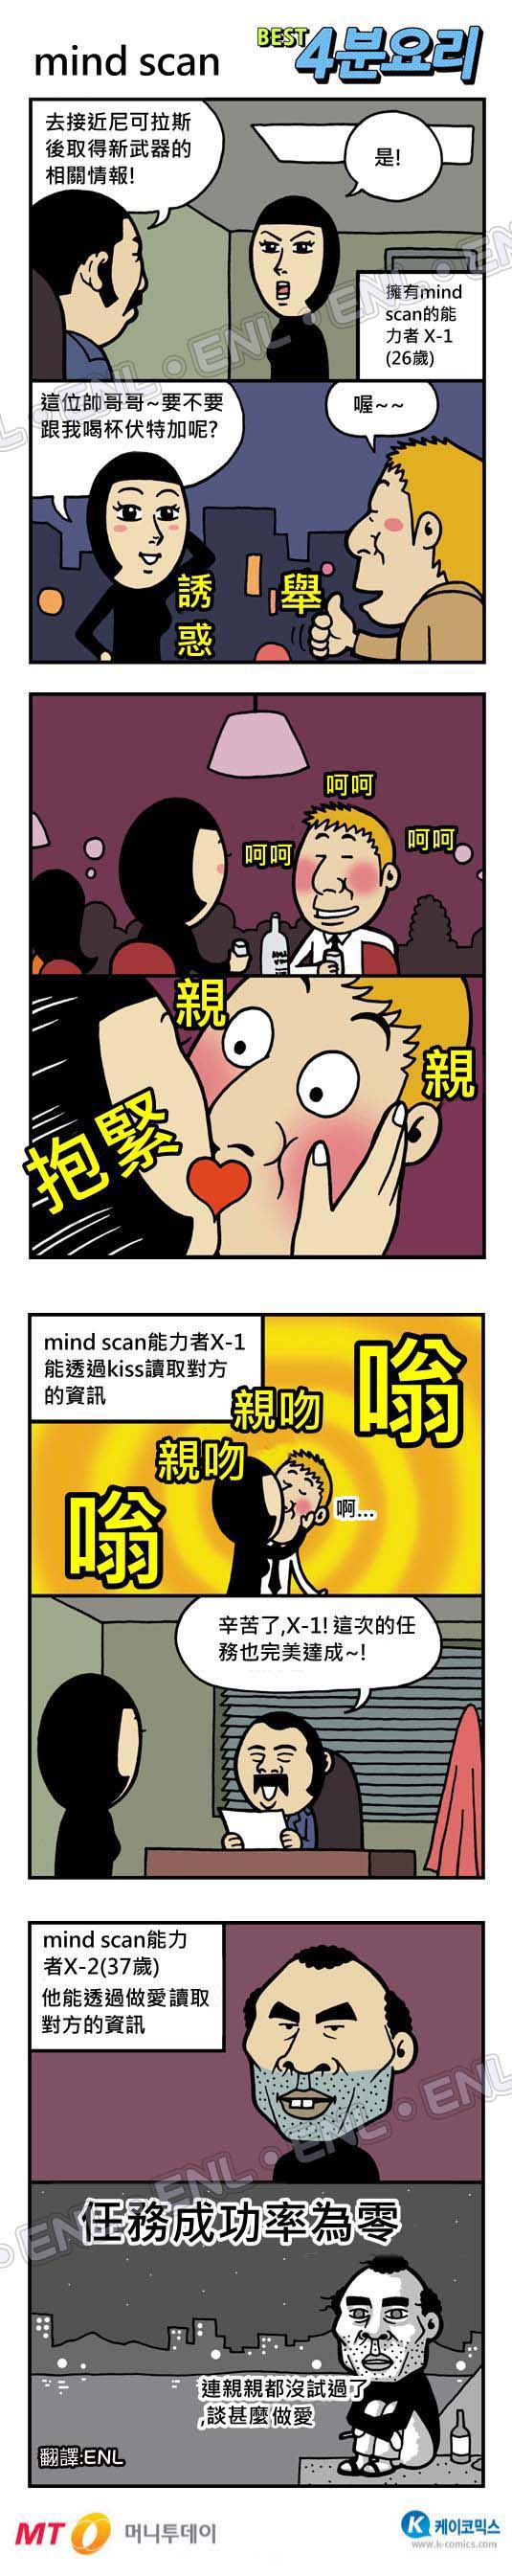 mind scan
BEST
4분요리
去接近尼可拉斯
後取得新武器的
相關情報!
是!
擁有mind
scan的能
力者 X-1
(26歲)
這位帥哥哥~要不要
跟我喝杯伏特加呢?
喔~~
誘
惑
舉
呵呵
呵呵
呵呵
親
親
抱緊
mind scan能力者X-1
能透過kiss讀取對方
的資訊
嗡
親吻
親吻
嗡
啊...
辛苦了,X-1! 這次的任
務也完美達成~!
mind scan能力
者X-2(37歲)
他能透過做愛讀取
對方的資訊
任務成功率為零
連親親都沒試過了
,談甚麼做愛
翻譯:ENL
MTO 머니투데이
케이코믹스
www.k-comics.com
ENL • ENL • ENL • ENL
ENL • ENL • ENL • ENL